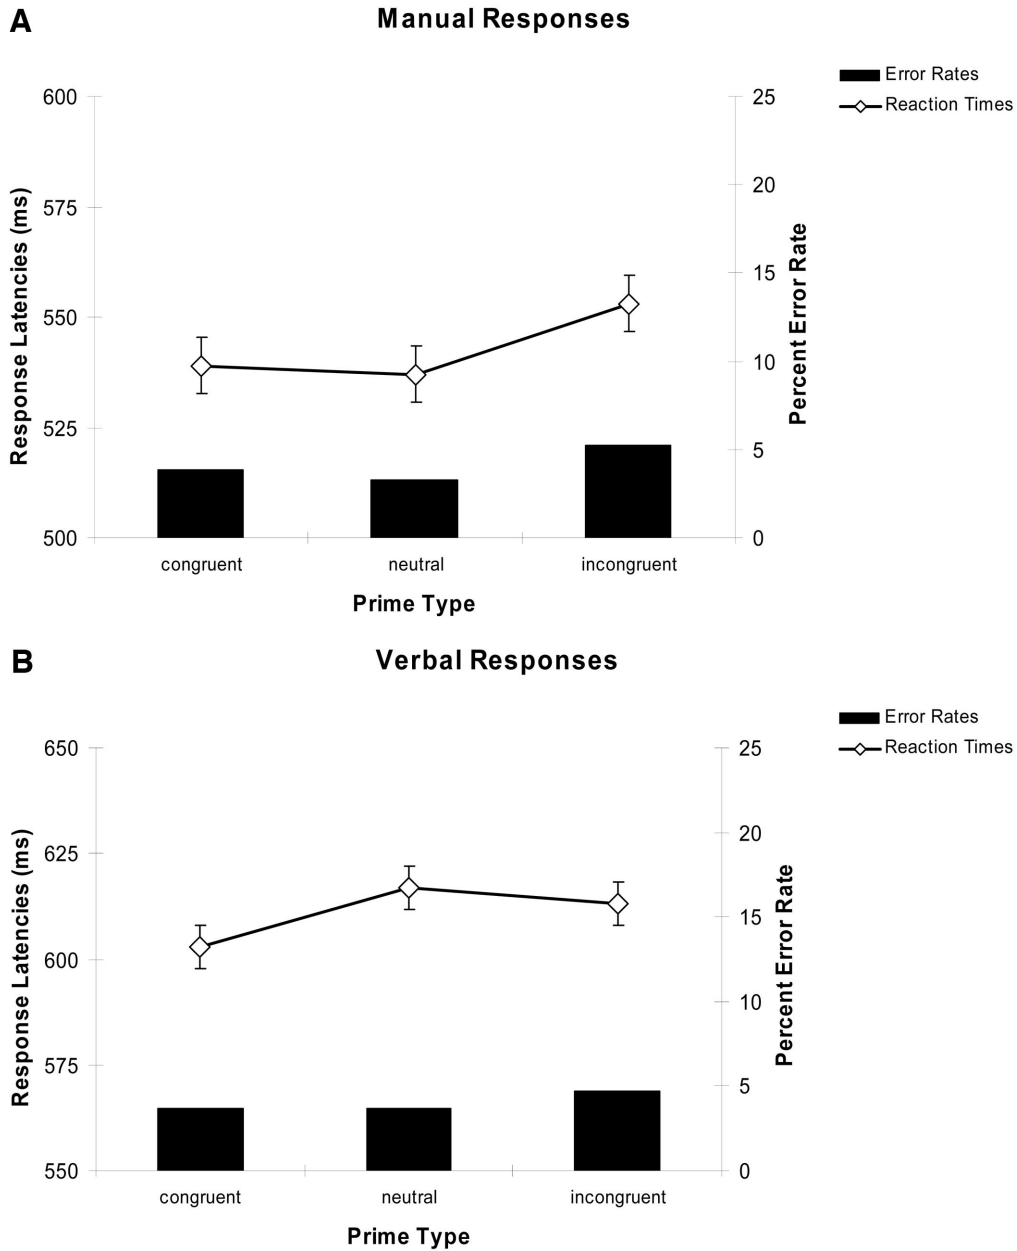 A
Manual Responses
Error Rates
Reaction Times
600
575
550
525
500
Response Latencies (ms)
25
20
15
10
5
0
Percent Error Rate
congruent neutral incongruent
Prime Type
B
Verbal Responses
Error Rates
Reaction Times
650
625
600
575
550
Response Latencies (ms)
25
20
15
10
5
0
Percent Error Rate
congruent neutral incongruent
Prime Type